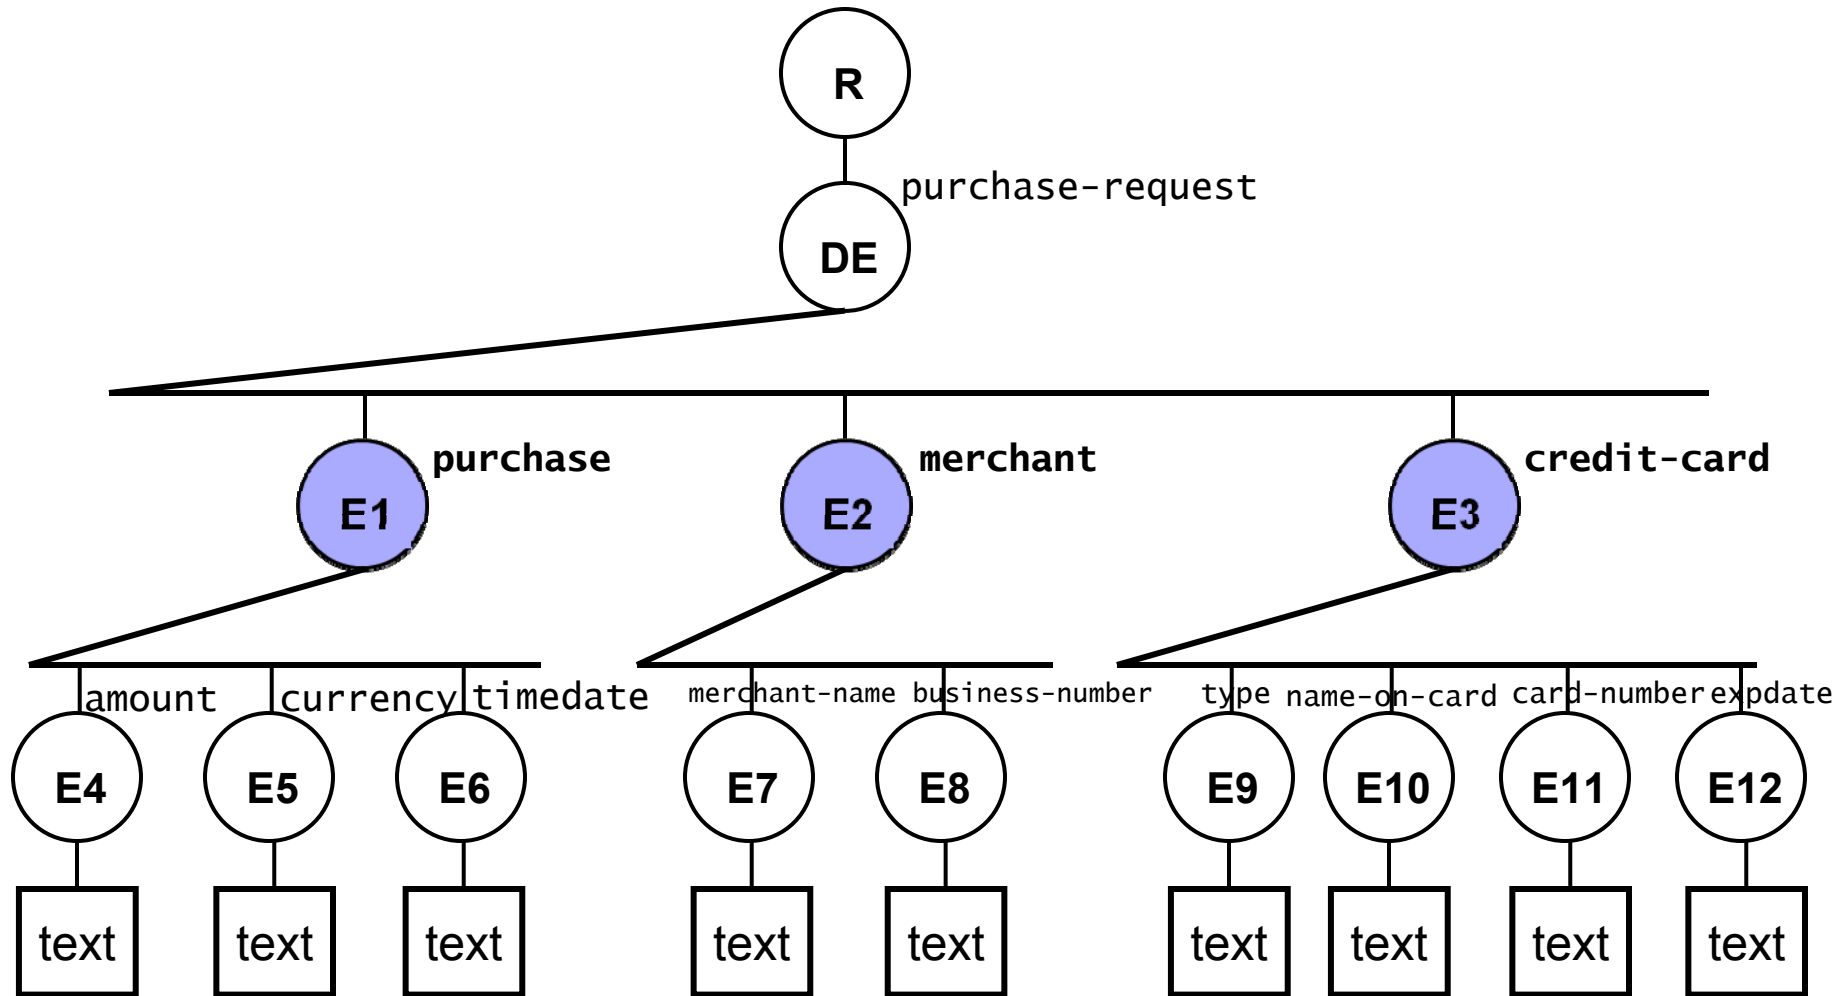 R
purchase-request
DE
purchase merchant credit-card
E1 E2 E3
amount currency timedate merchant-name business-number type name-on-card card-number expdate
E4 E5 E6 E7 E8 E9 E10 E11 E12
text text text text text text text text text